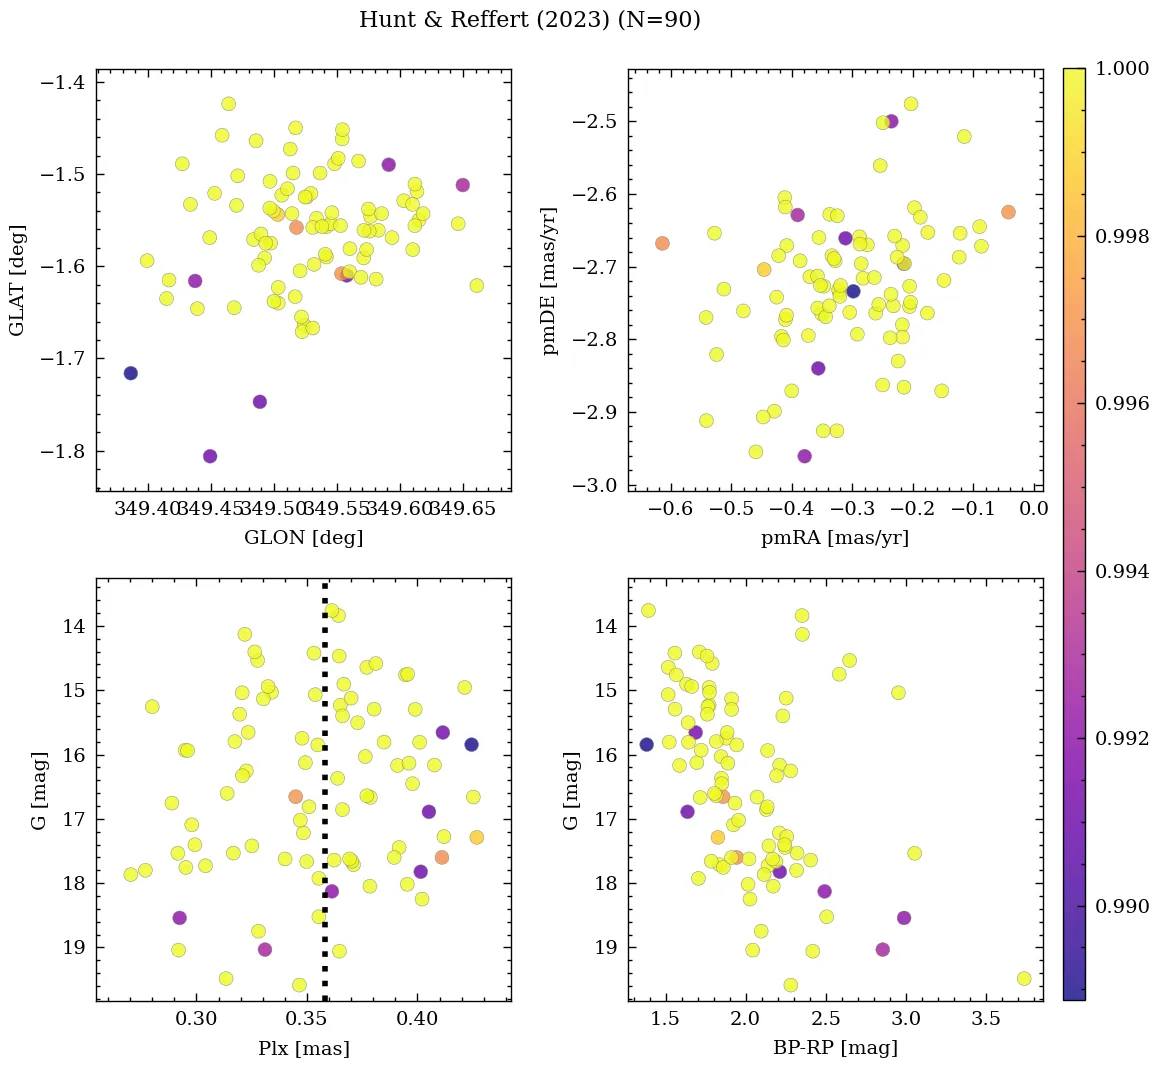 Hunt & Reffert (2023) (N=90)
−1.4
−1.5
−1.6
−1.7
−1.8
GLAT [deg]
349.40 349.45 349.50 349.55 349.60 349.65
GLON [deg]
−2.5
−2.6
−2.7
−2.8
−2.9
−3.0
pmDE [mas/yr]
−0.6 −0.5 −0.4 −0.3 −0.2 −0.1 0.0
pmRA [mas/yr]
14
15
16
17
18
19
G [mag]
0.30 0.35 0.40
Plx [mas]
14
15
16
17
18
19
G [mag]
1.5 2.0 2.5 3.0 3.5
BP-RP [mag]
1.000
0.998
0.996
0.994
0.992
0.990